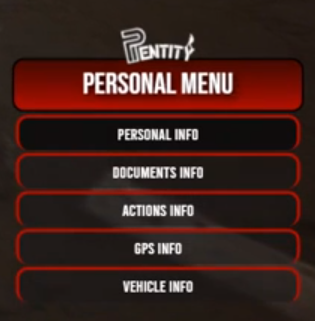 PENTITY
PERSONAL MENU
PERSONAL INFO
DOCUMENTS INFO
ACTIONS INFO
GPS INFO
VEHICLE INFO